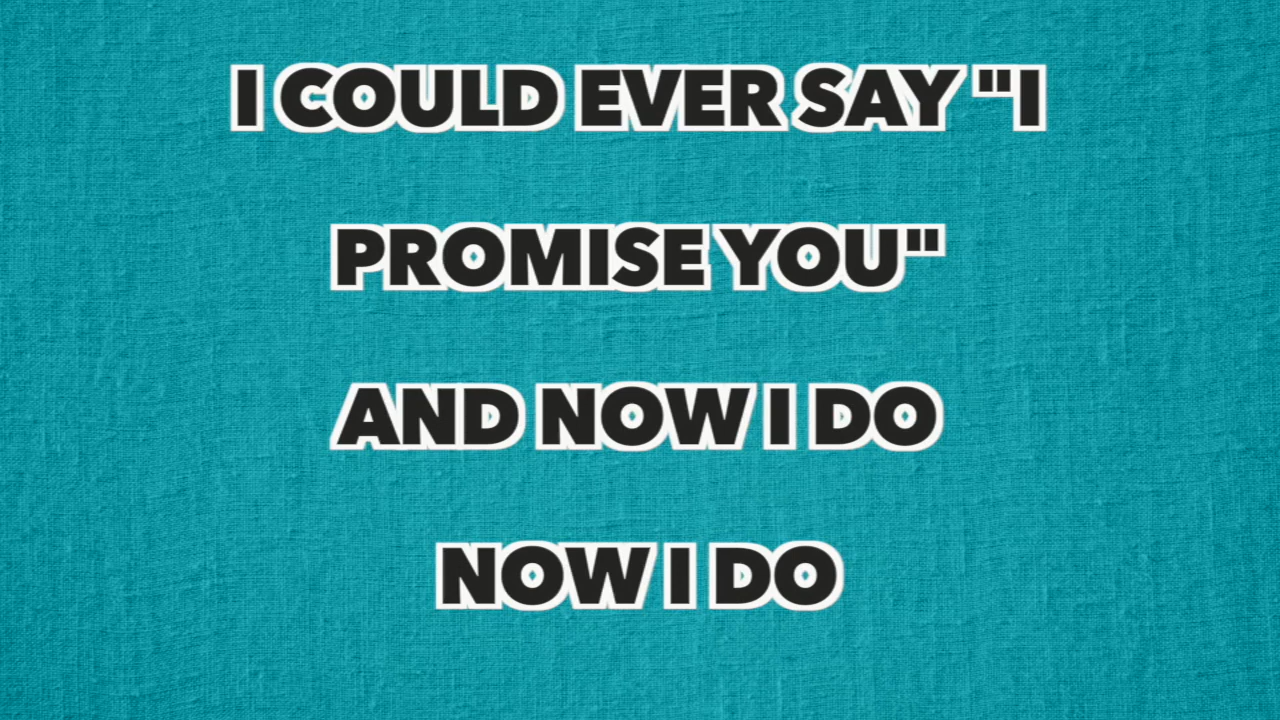 I COULD EVER SAY "I
PROMISE YOU"
AND NOW I DO
NOW I DO